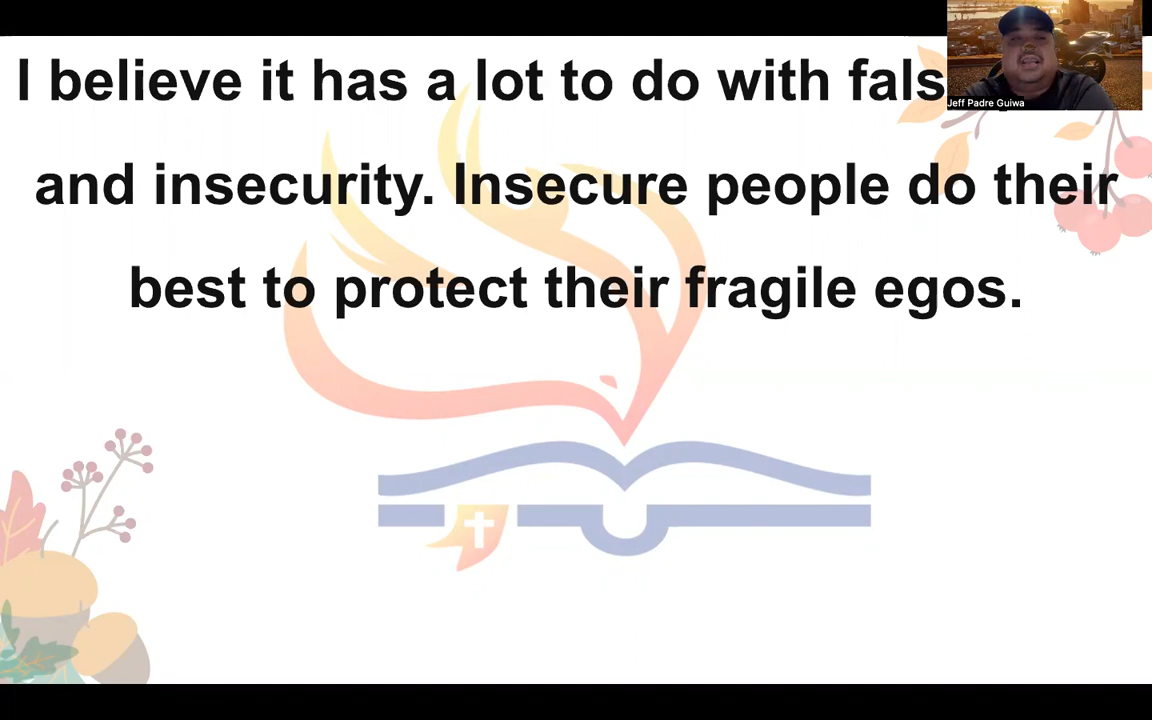 I believe it has a lot to do with
Jeff Padre Guiwa
and insecurity. Insecure people do their
best to protect their fragile egos.